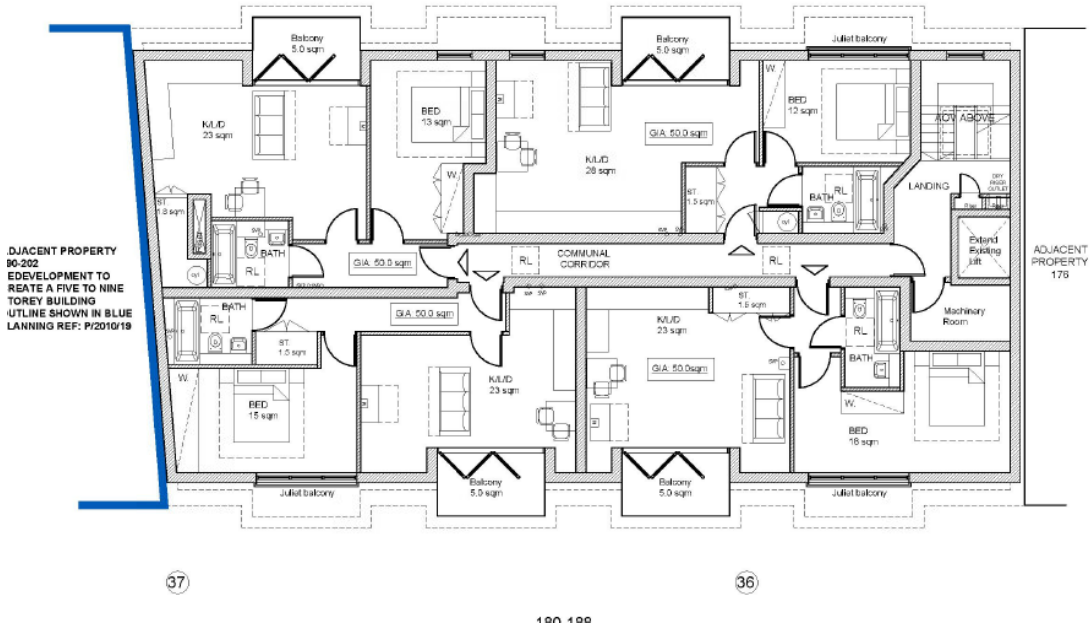 Balcony
5.0 sqm
Balcony
5.0 sqm
Juliet balcony
K/L/D
23 sqm
BED
13 sqm
W.
GIA: 50.0 sqm
K/L/D
26 sqm
W.
BED
12 sqm
AOV ABOVE
ST.
1.8 sqm
ST.
1.5 sqm
BATH
RL
LANDING
DRY
RISER
OUTLET
BATH
RL
cyl
cyl
GIA: 50.0 sqm
RL
COMMUNAL
CORRIDOR
RL
Extend
Existing
Lift
ADJACENT
PROPERTY
176
DJACENT PROPERTY
90-202
EDEVELOPMENT TO
REATE A FIVE TO NINE
TOREY BUILDING
UTLINE SHOWN IN BLUE
LANNING REF: P/2010/19
BATH
RL
GIA: 50.0sqm
ST.
1.5 sqm
K/L/D
23 sqm
ST.
1.5 sqm
GIA: 50.0sqm
RL
BATH
Machinery
Room
W.
BED
15 sqm
K/L/D
23 sqm
W.
BED
16 sqm
Juliet balcony
Balcony
5.0 sqm
Balcony
5.0 sqm
Juliet balcony
37
36
180-188